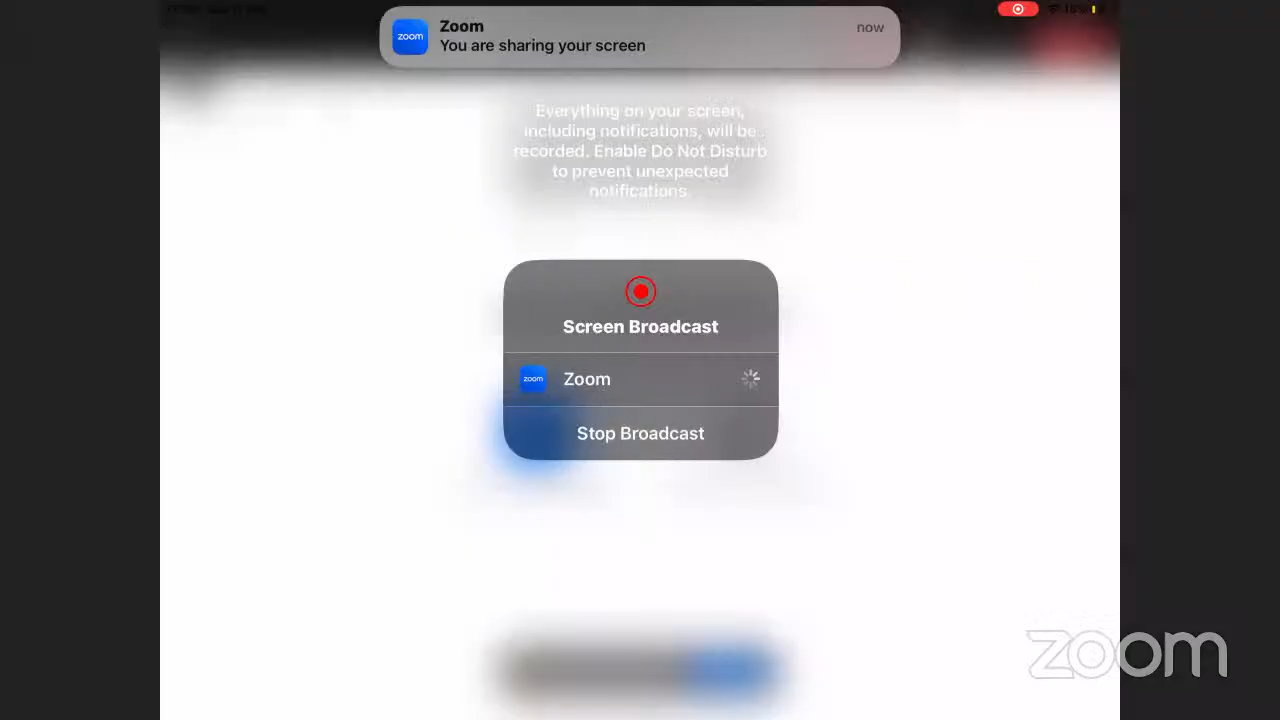 Zoom
now
zoom
You are sharing your screen
Everything on your screen,
including notifications, will be
recorded. Enable Do Not Disturb
to prevent unexpected
notifications.
Screen Broadcast
zoom
Zoom
Stop Broadcast
zoom